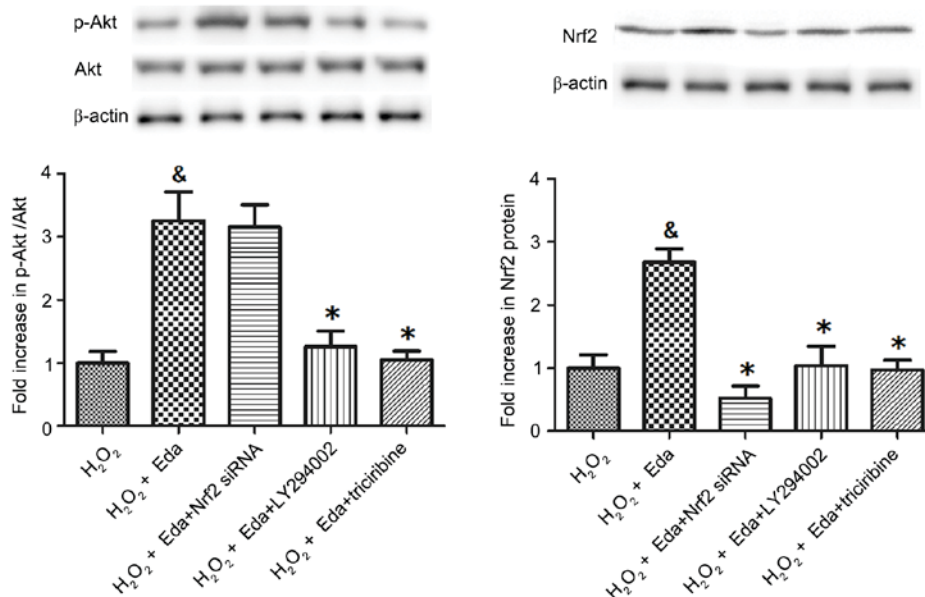 p-Akt
Akt
β-actin
Fold increase in p-Akt /Akt
4
3
2
1
0
&
*
*
H₂O₂
H₂O₂ + Eda
H₂O₂ + Eda+Nrf2 siRNA
H₂O₂ + Eda+LY294002
H₂O₂ + Eda+triciribine
Nrf2
β-actin
Fold increase in Nrf2 protein
4
3
2
1
0
&
*
*
*
H₂O₂
H₂O₂ + Eda
H₂O₂ + Eda+Nrf2 siRNA
H₂O₂ + Eda+LY294002
H₂O₂ + Eda+triciribine